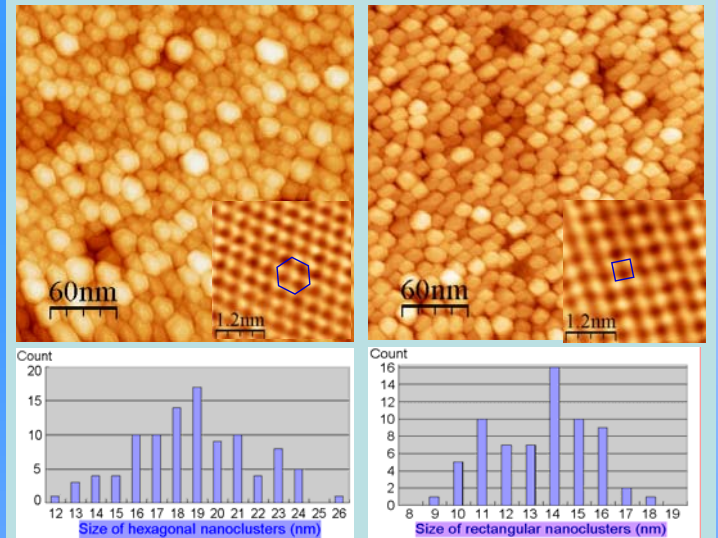 60nm
1.2nm
60nm
1.2nm
Count
20
15
10
5
0
12 13 14 15 16 17 18 19 20 21 22 23 24 25 26
Size of hexagonal nanoclusters (nm)
Count
16
14
12
10
8
6
4
2
0
8 9 10 11 12 13 14 15 16 17 18 19
Size of rectangular nanoclusters (nm)